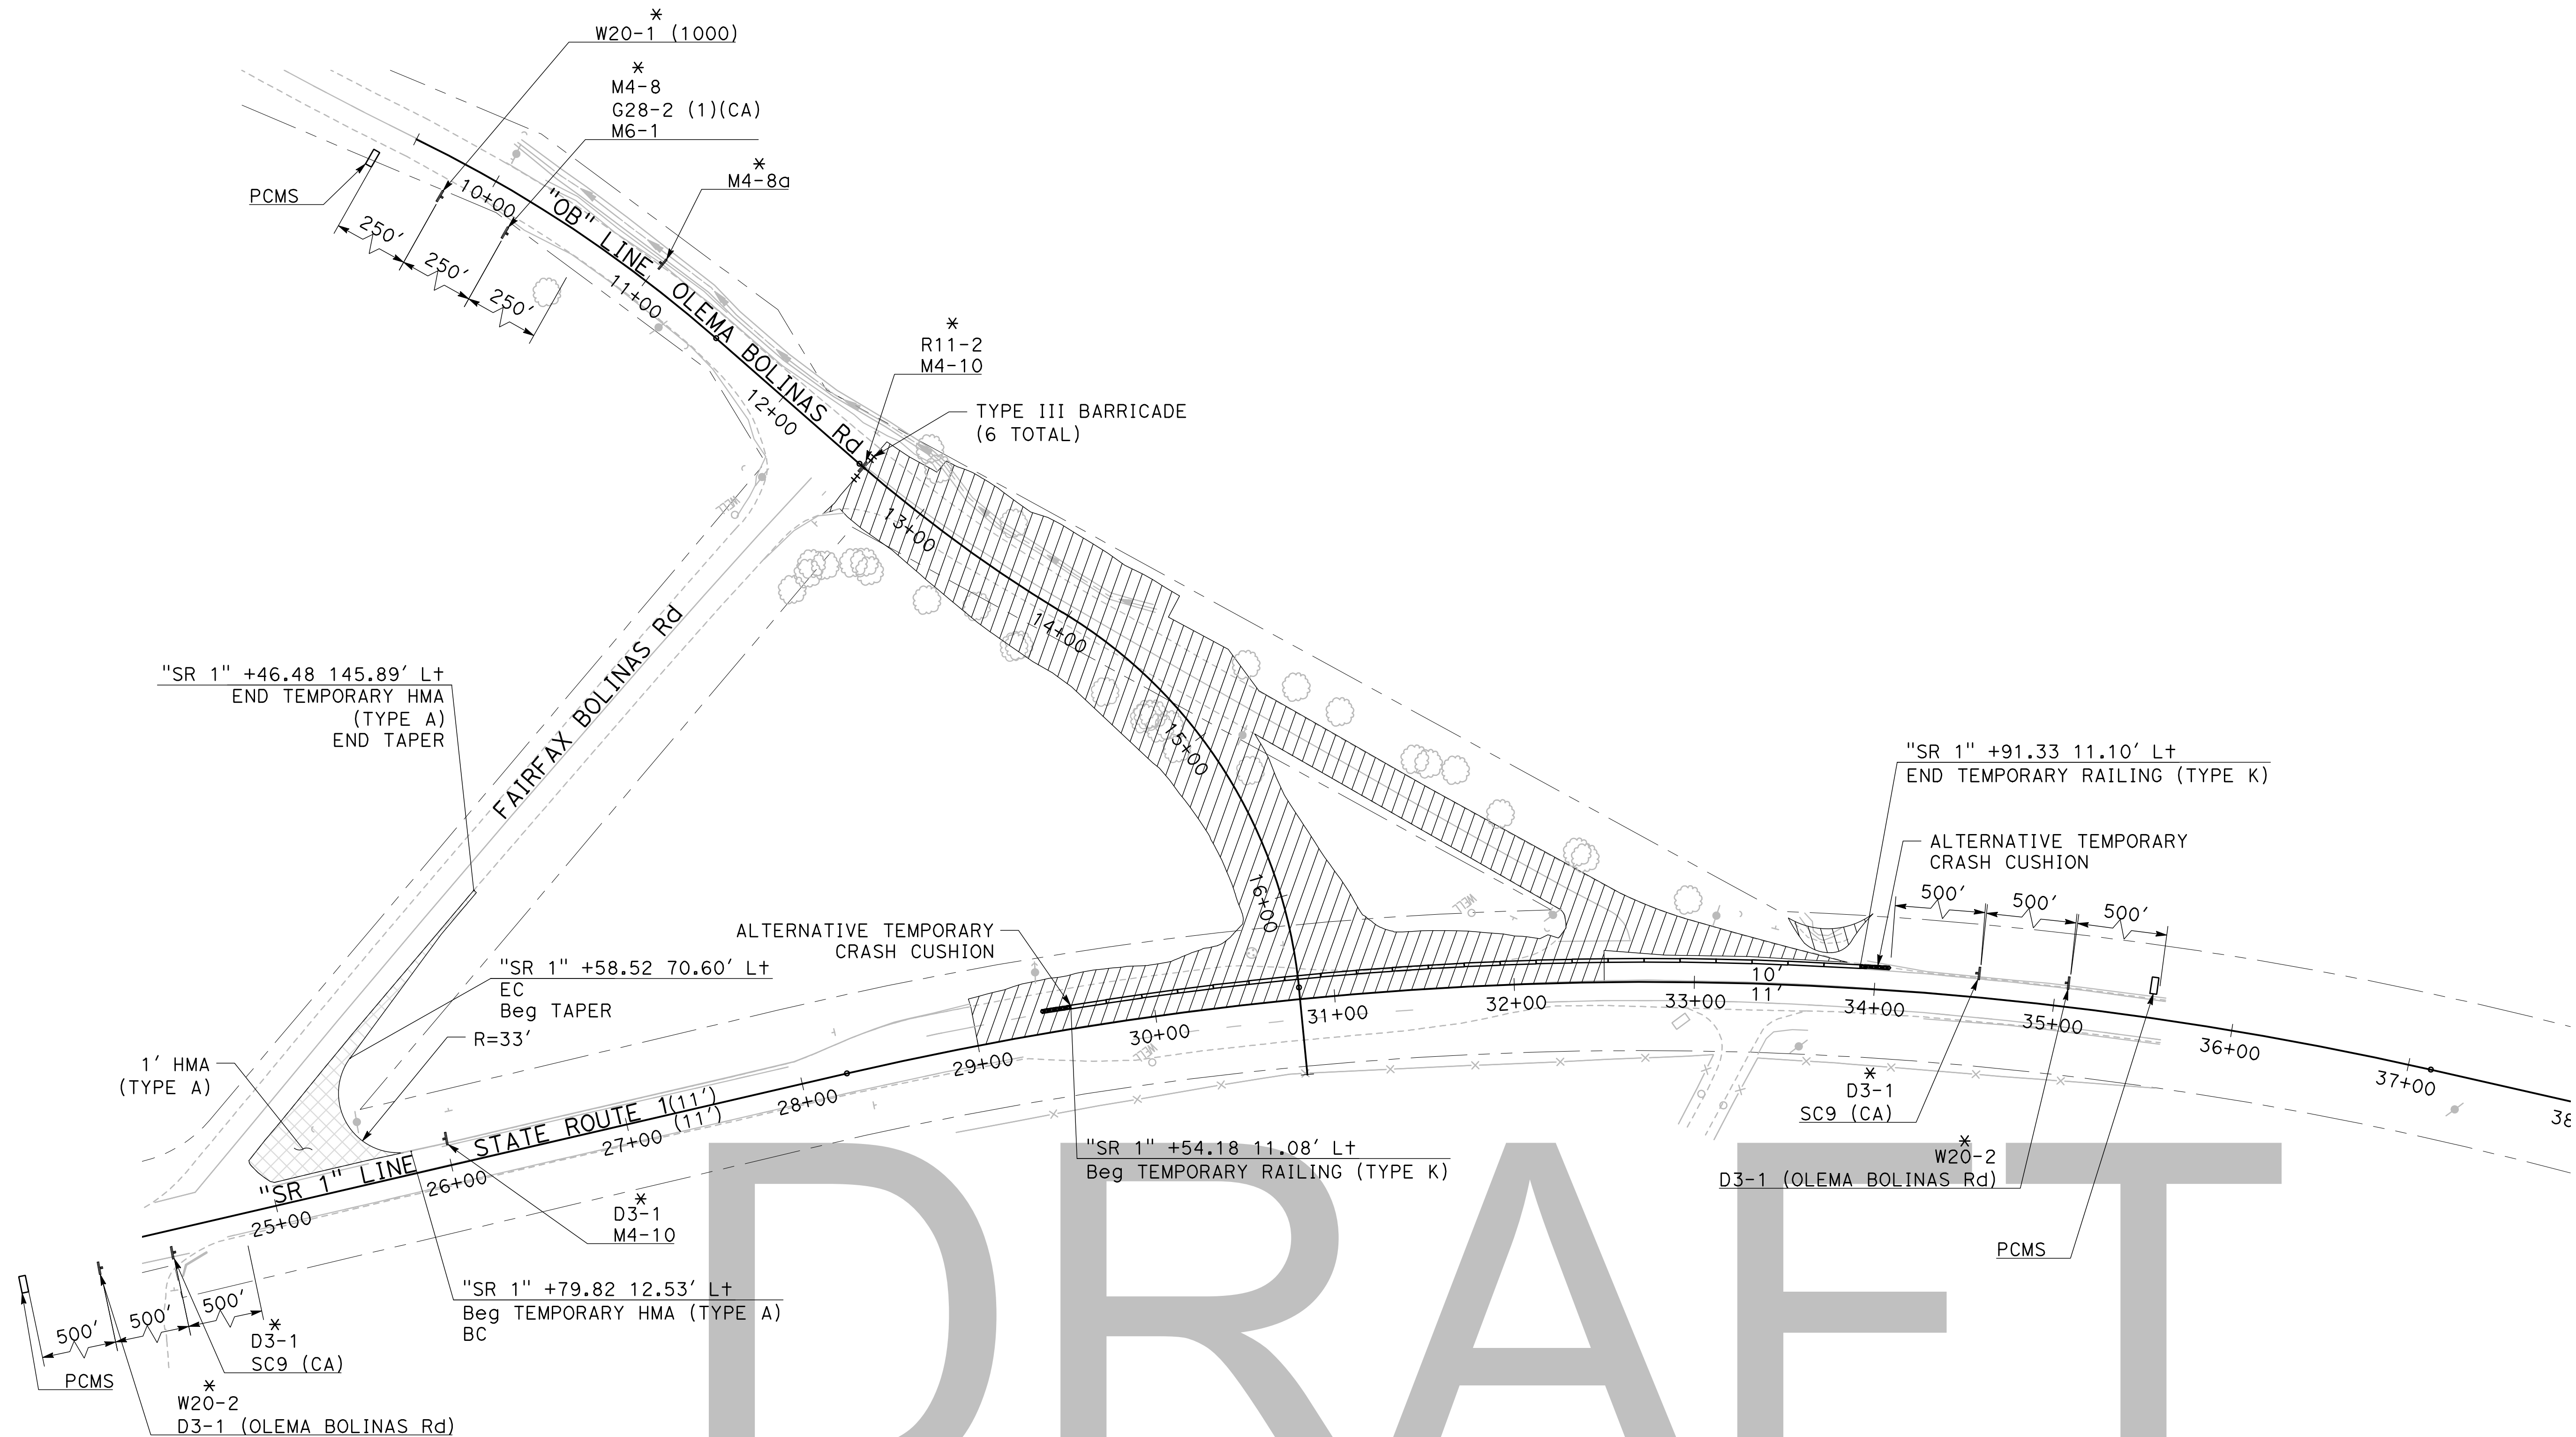 *
W20-1 (1000)
*
M4-8
G28-2 (1)(CA)
M6-1
*
M4-8a
PCMS
250'
250'
250'
10+00
"OB" LINE OLEMA BOLINAS Rd
11+00
12+00
*
R11-2
M4-10
TYPE III BARRICADE
(6 TOTAL)
WELL
13+00
14+00
15+00
16+00
FAIRFAX BOLINAS Rd
"SR 1" +46.48 145.89' Lt
END TEMPORARY HMA
(TYPE A)
END TAPER
"SR 1" +91.33 11.10' Lt
END TEMPORARY RAILING (TYPE K)
ALTERNATIVE TEMPORARY
CRASH CUSHION
500'
500'
500'
WELL
ALTERNATIVE TEMPORARY
CRASH CUSHION
"SR 1" +58.52 70.60' Lt
EC
Beg TAPER
R=33'
1' HMA
(TYPE A)
10'
11'
WELL
"SR 1" LINE
STATE ROUTE 1
(11')
(11')
25+00
26+00
27+00
28+00
29+00
30+00
31+00
32+00
33+00
34+00
35+00
36+00
37+00
38
*
D3-1
SC9 (CA)
*
W20-2
D3-1 (OLEMA BOLINAS Rd)
PCMS
"SR 1" +54.18 11.08' Lt
Beg TEMPORARY RAILING (TYPE K)
*
D3-1
M4-10
"SR 1" +79.82 12.53' Lt
Beg TEMPORARY HMA (TYPE A)
BC
500'
500'
500'
*
D3-1
SC9 (CA)
PCMS
*
W20-2
D3-1 (OLEMA BOLINAS Rd)
DRAFT